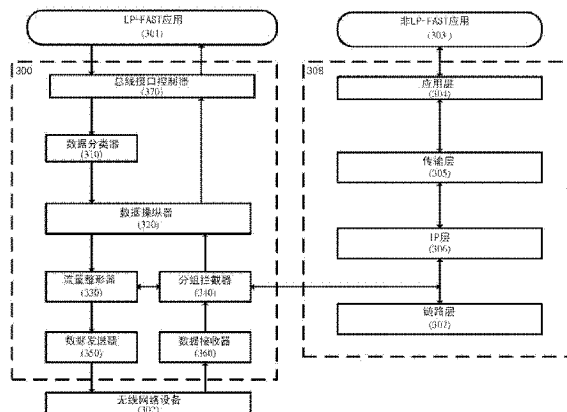 LP-FAST应用
(301)
非LP-FAST应用
(303)
300
总线接口控制器
(370)
数据分类器
(310)
数据操纵器
(320)
流量整形器
(330)
分组拦截器
(340)
数据发送器
(350)
数据接收器
(360)
无线网络设备
(302)
308
应用层
(304)
传输层
(305)
IP层
(306)
链路层
(307)